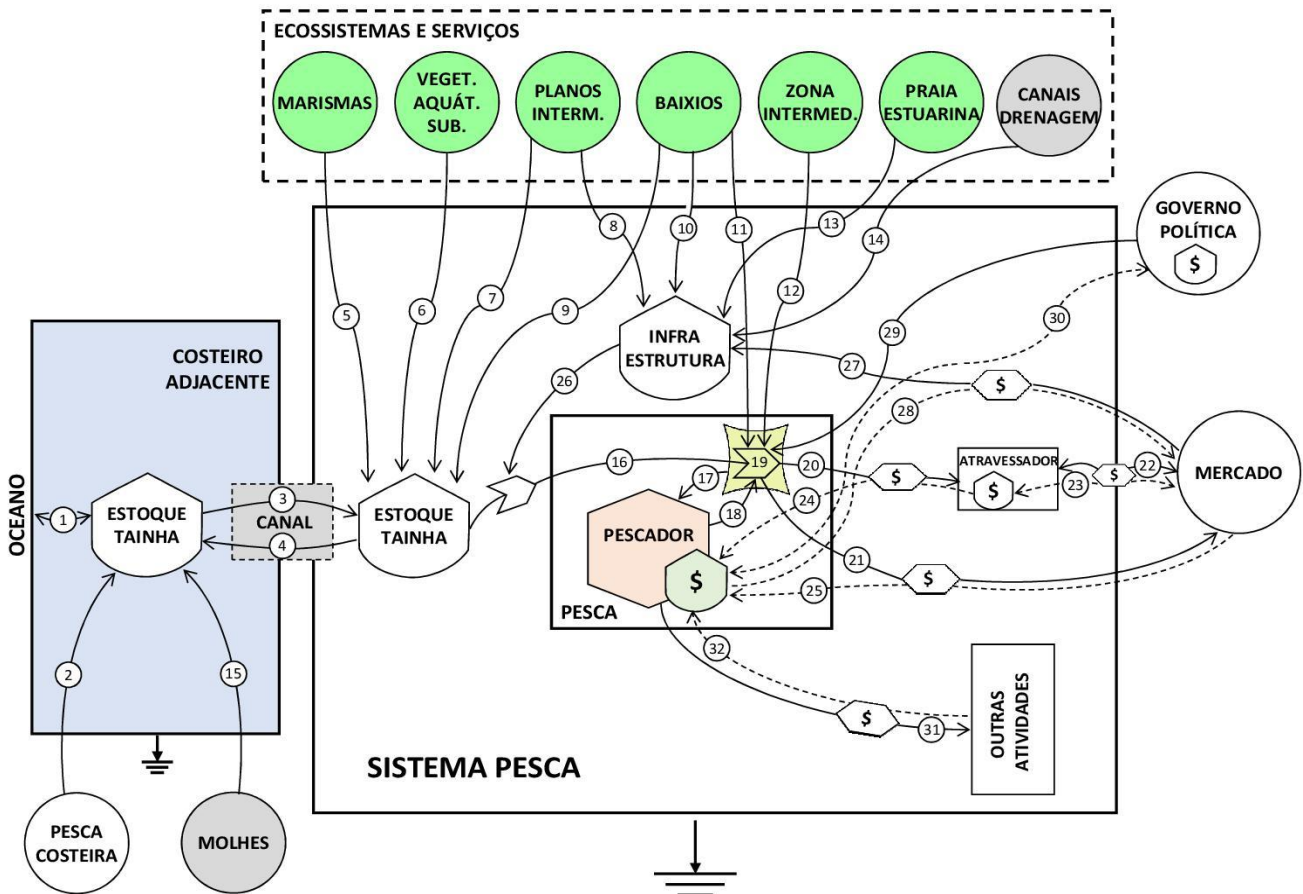 ECOSSISTEMAS E SERVIÇOS
MARISMAS
VEGET.
AQUÁT.
SUB.
PLANOS
INTERM.
BAIXIOS
ZONA
INTERMED.
PRAIA
ESTUARINA
CANAIS
DRENAGEM
GOVERNO
POLÍTICA
$
5
6
7
8
9
10
11
12
13
14
29
30
COSTEIRO
ADJACENTE
INFRA
ESTRUTURA
26
27
$
28
OCEANO
1
ESTOQUE
TAINHA
3
CANAL
4
ESTOQUE
TAINHA
16
19
20
$
ATRAVESSADOR
$
23
$
22
MERCADO
17
18
24
PESCADOR
$
PESCA
21
$
25
32
$
31
OUTRAS
ATIVIDADES
2
15
SISTEMA PESCA
PESCA
COSTEIRA
MOLHES